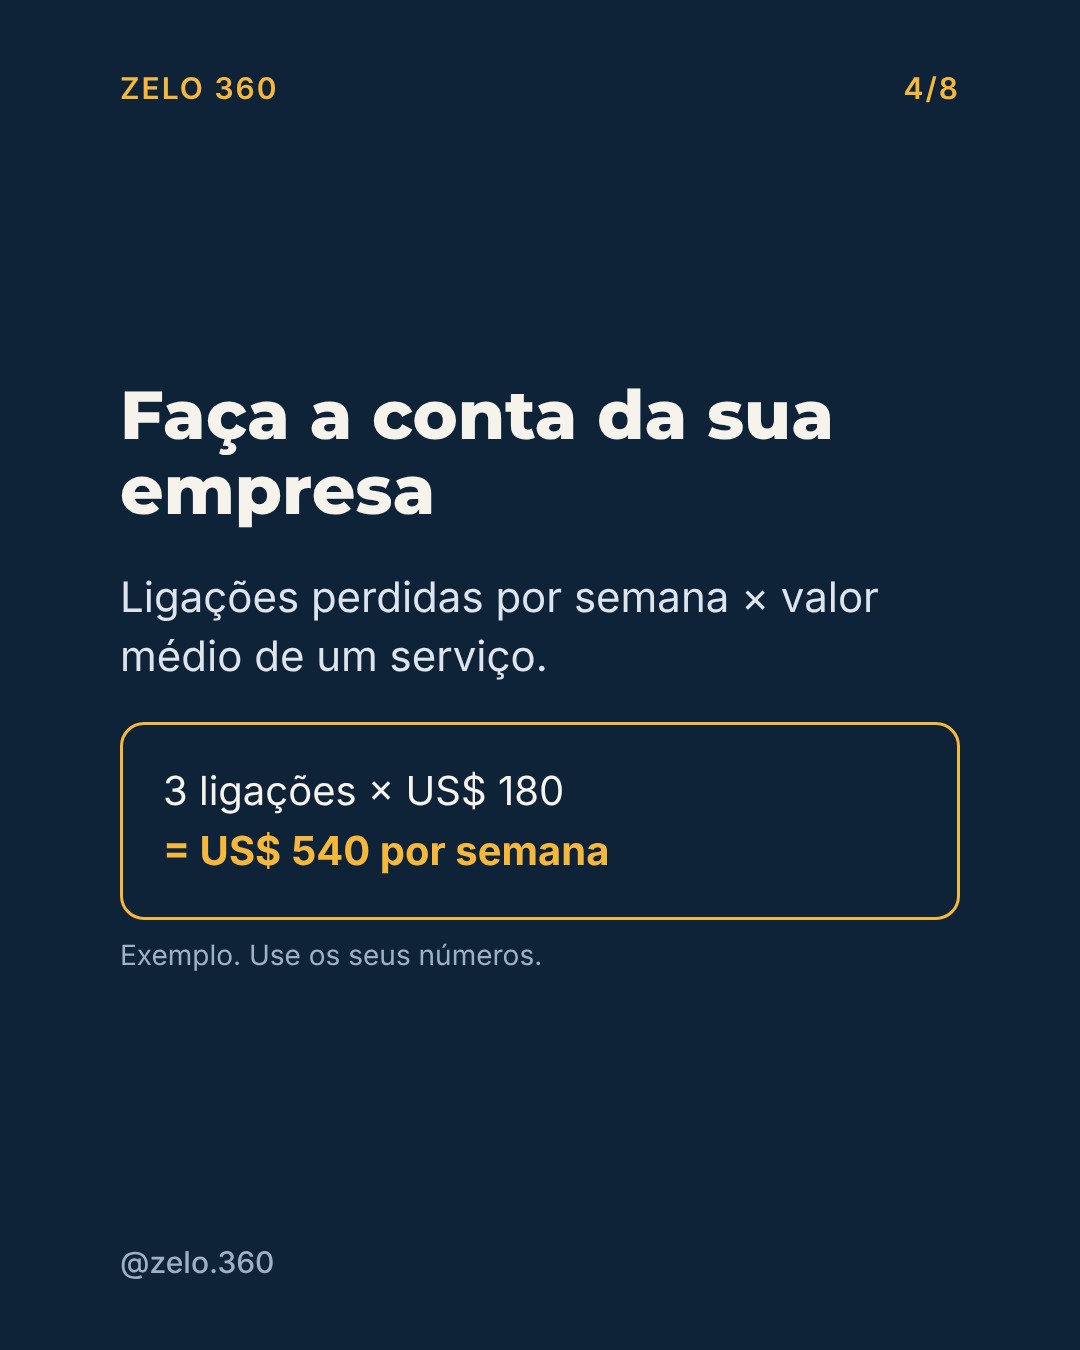 ZELO 360
4/8
Faça a conta da sua
empresa
Ligações perdidas por semana × valor
médio de um serviço.
3 ligações × US$ 180
= US$ 540 por semana
Exemplo. Use os seus números.
@zelo.360